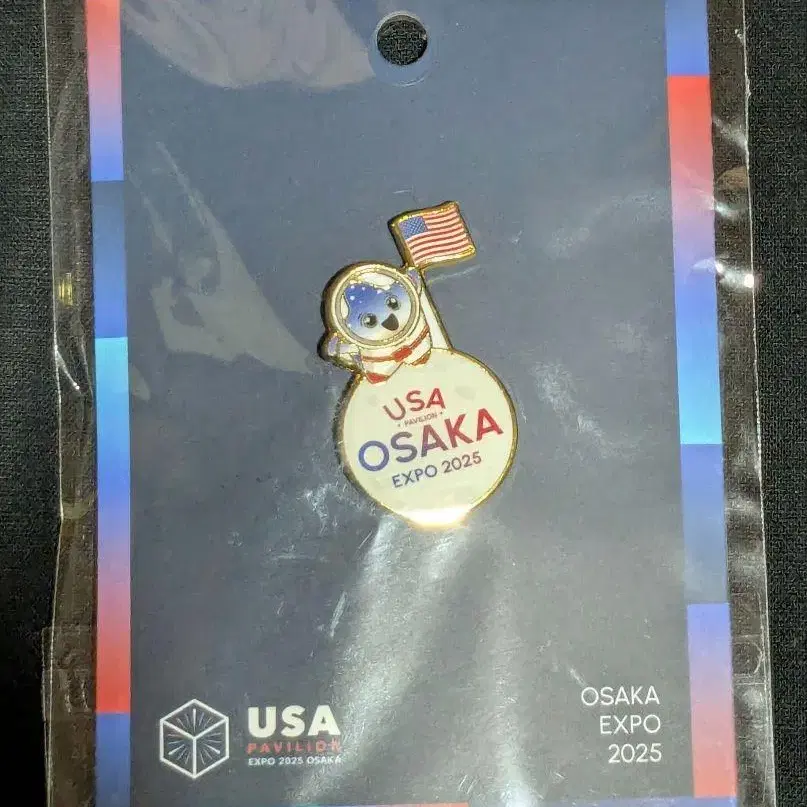 USA
• PAVILION •
OSAKA
EXPO 2025
USA
PAVILION
EXPO 2025 OSAKA
OSAKA
EXPO
2025